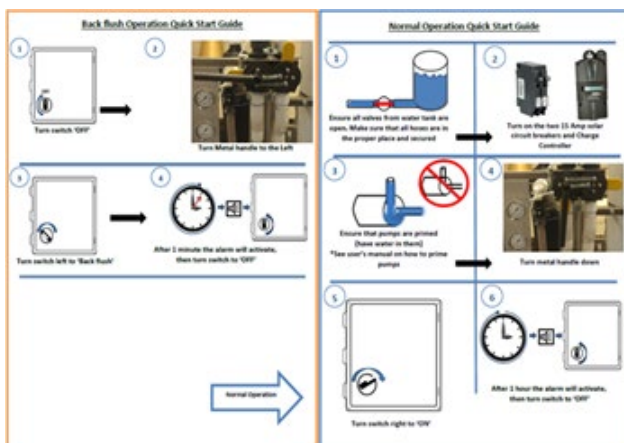 Back flush Operation Quick Start Guide
1
2
Turn switch 'OFF'
Turn Metal handle to the Left
3
4
Turn switch left to 'Back flush'
After 1 minute the alarm will activate,
then turn switch to 'OFF'
Normal Operation
Normal Operation Quick Start Guide
1
2
Ensure all valves from water tank are
open. Make sure that all hoses are in
the proper place and secured
Turn on the two 15 Amp solar
circuit breakers and Charge
Controller
3
4
Ensure that pumps are primed
(have water in them)
*See user's manual on how to prime
pumps
Turn metal handle down
5
6
Turn switch right to 'ON'
After 1 hour the alarm will activate,
then turn switch to 'OFF'